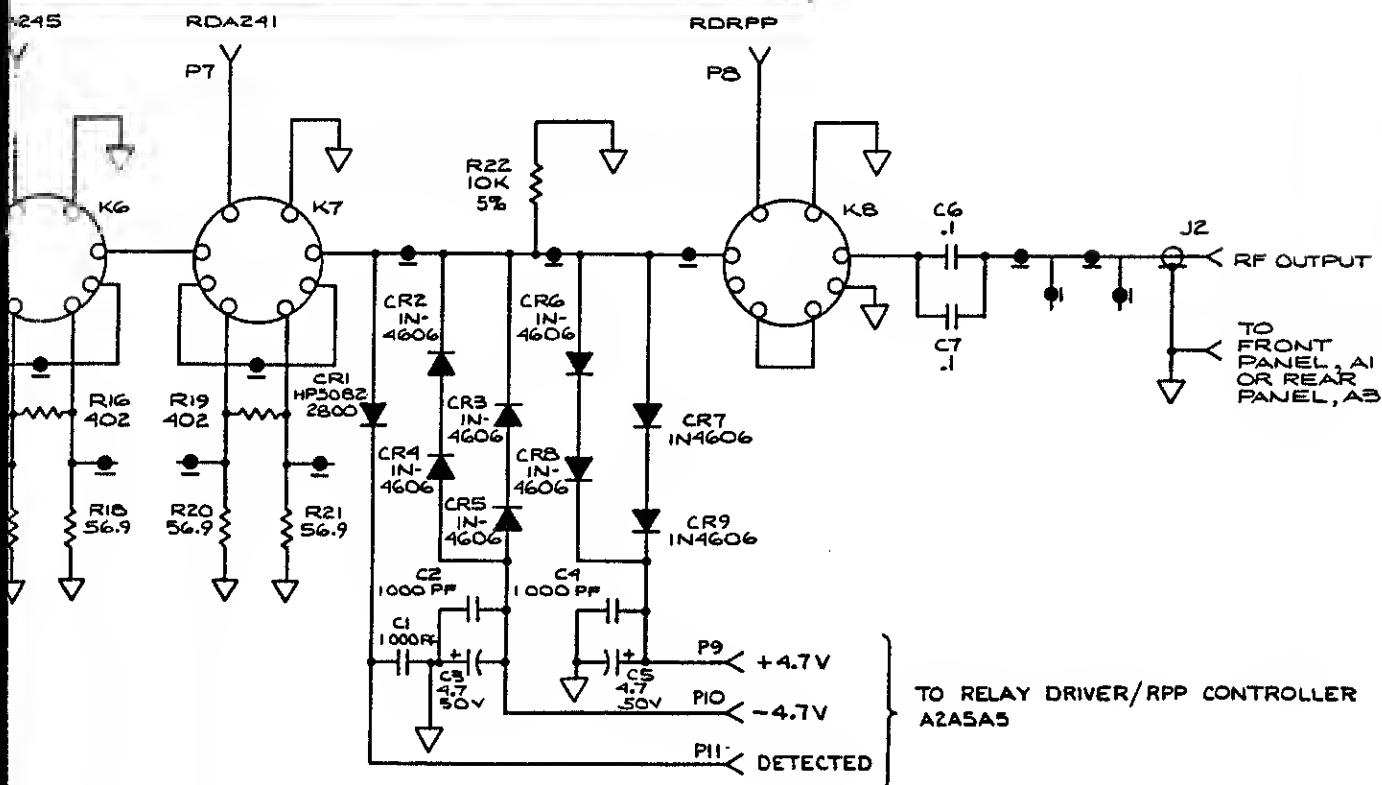 A245
RDA241
RDRPP
P7
P8
R22
10K
5%
K6
K7
K8
C6
.1
J2
RF OUTPUT
C7
.1
TO
FRONT
PANEL, A1
OR REAR
PANEL, A3
CR2
1N-
4606
CR6
1N-
4606
CR1
HP5082
2800
R16
402
R19
402
CR3
1N-
4606
CR7
1N4606
CR4
1N-
4606
CR8
1N-
4606
R18
56.9
R20
56.9
R21
56.9
CR5
1N-
4606
CR9
1N4606
C2
1000 PF
C4
1000 PF
C1
1000 PF
+
C3
4.7
50V
+
C5
4.7
50V
P9
+4.7V
P10
-4.7V
P11
DETECTED
TO RELAY DRIVER/RPP CONTROLLER
A2A5A5